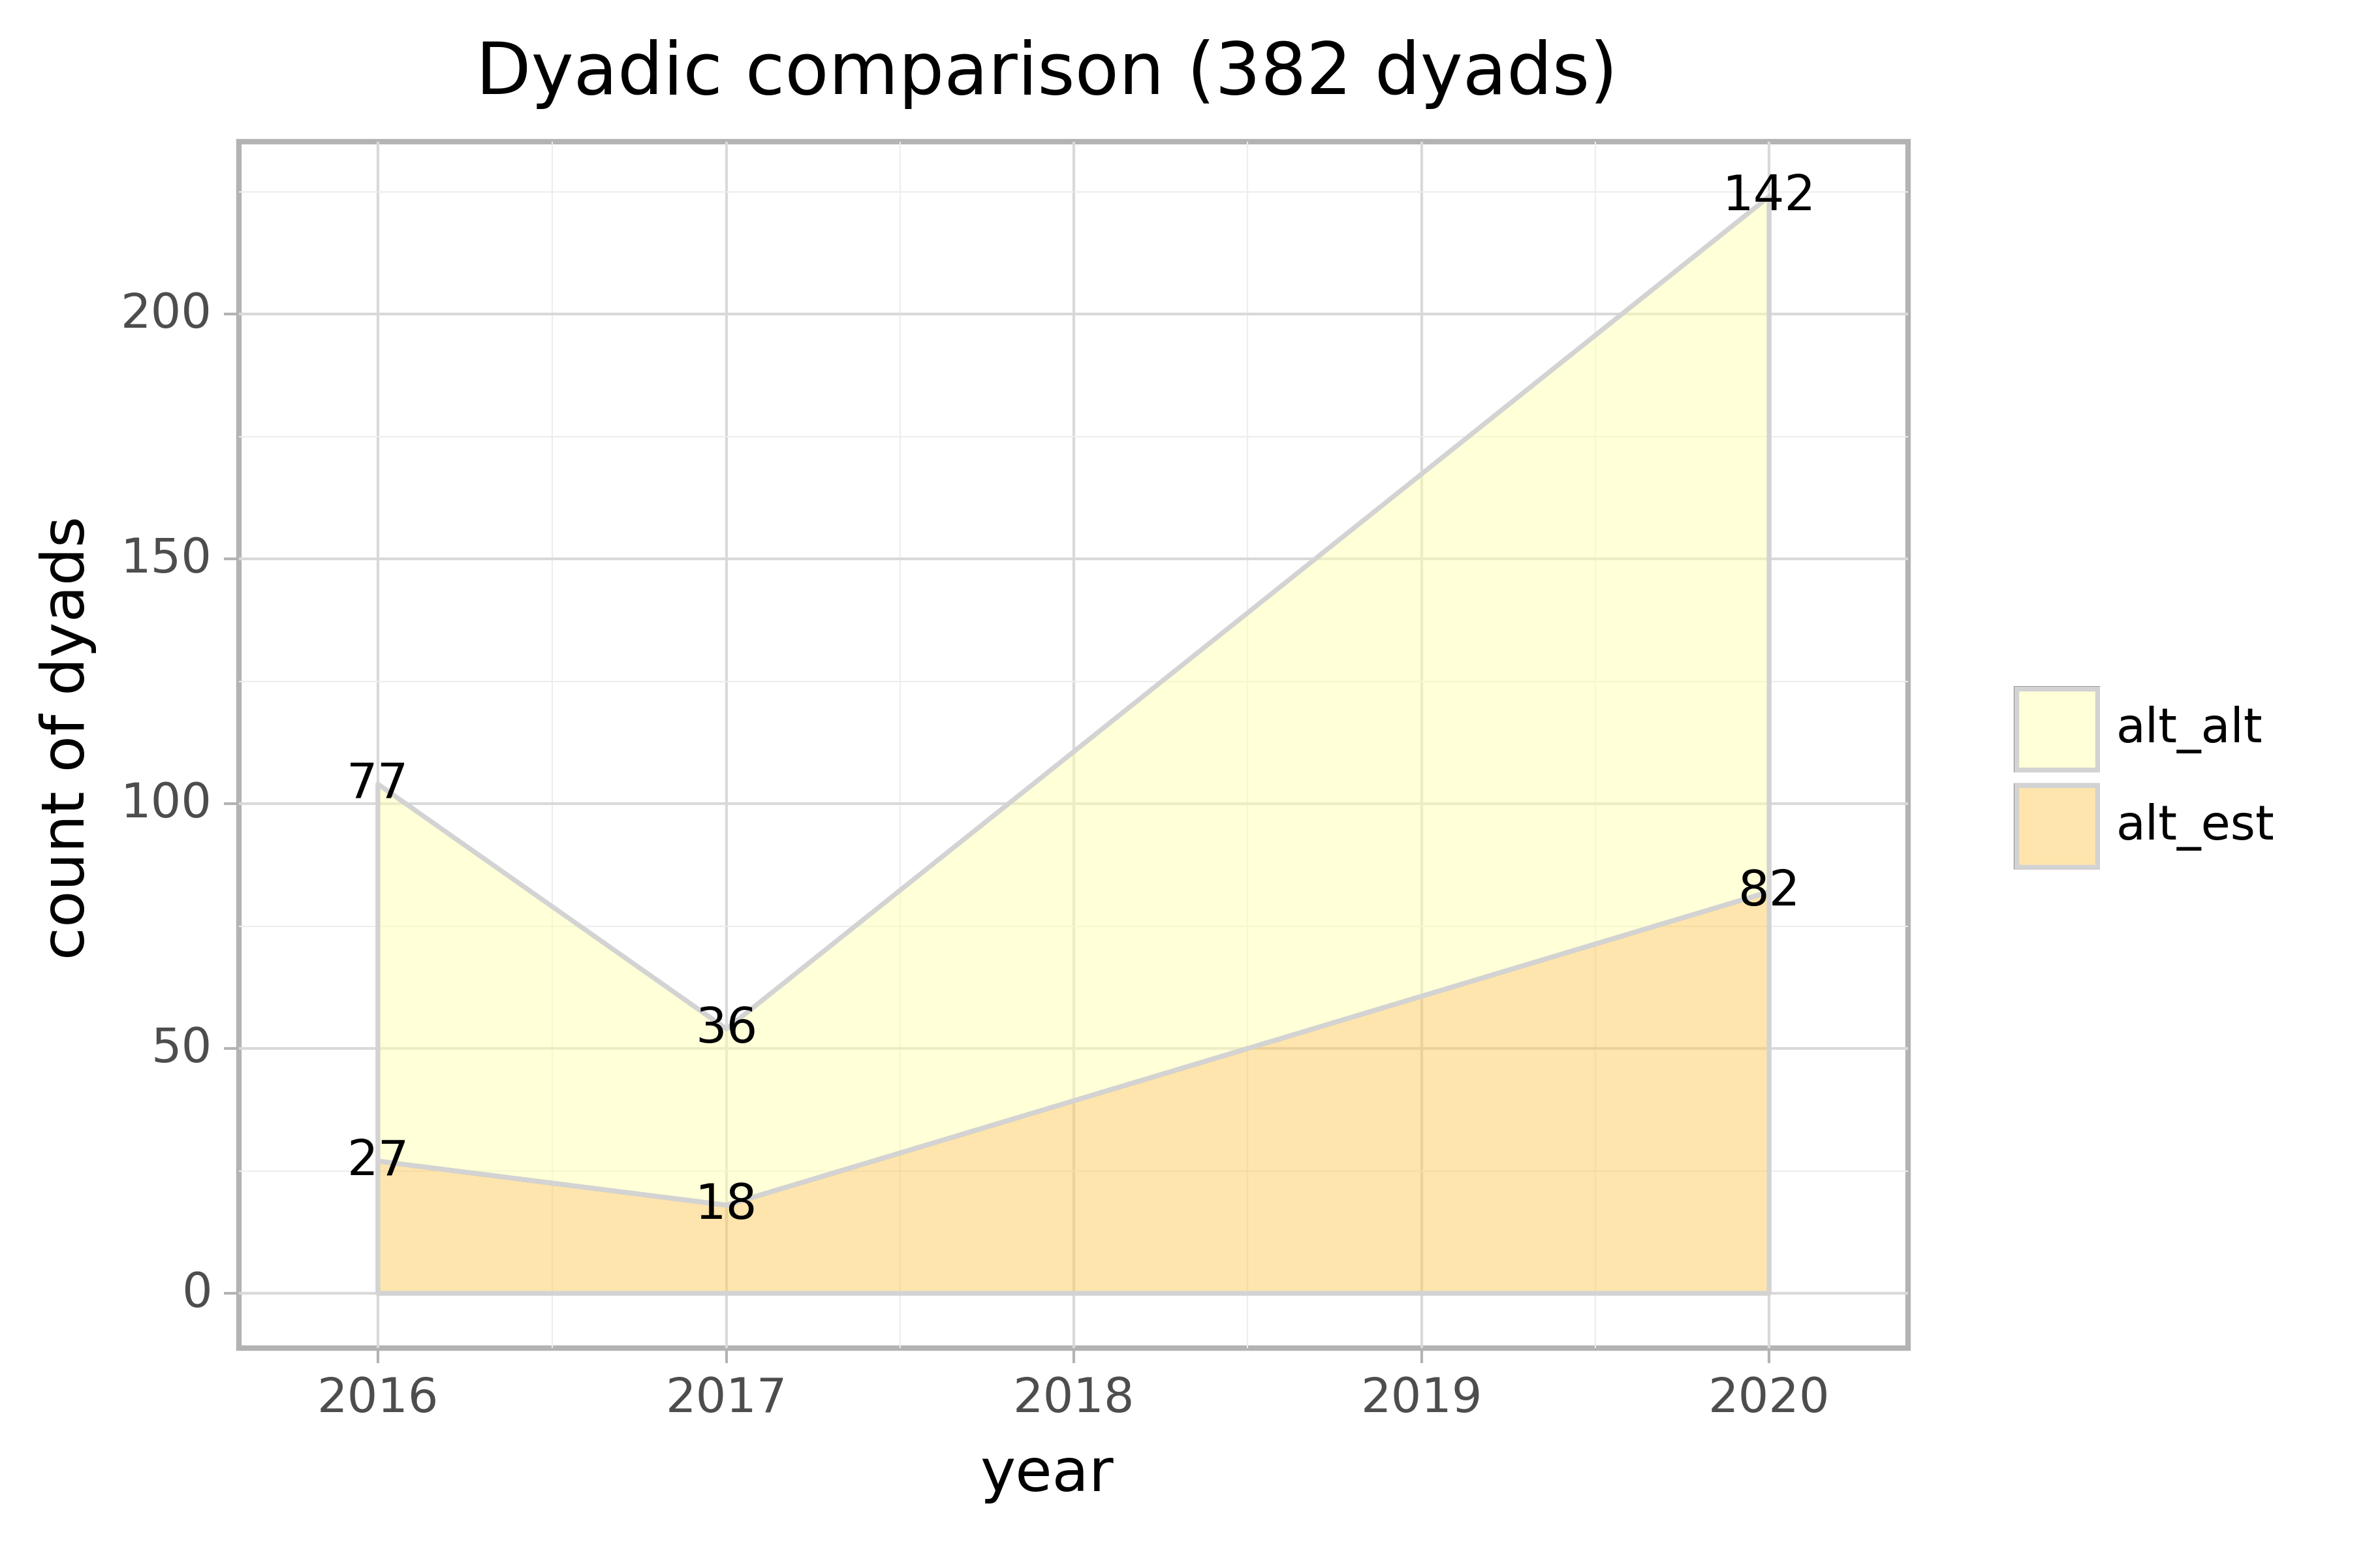 Dyadic comparison (382 dyads)
142
200
150
count of dyads
alt_alt
77
100
alt_est
82
36
50
27
18
0
2016 2017 2018 2019 2020
year